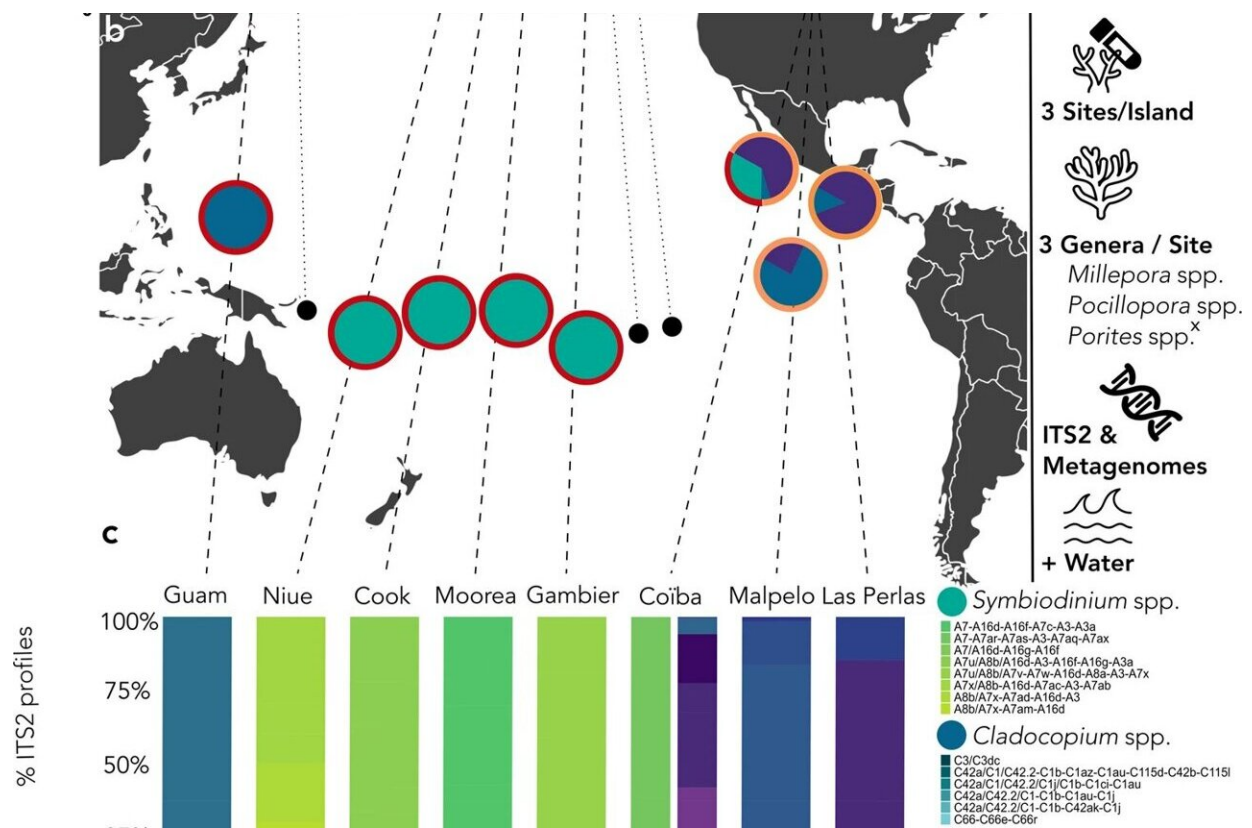 b
3 Sites/Island
3 Genera / Site
Millepora spp.
Pocillopora spp.
Porites spp.x
ITS2 &
Metagenomes
+ Water
c
Guam Niue Cook Moorea Gambier Coïba Malpelo Las Perlas
% ITS2 profiles
100%
75%
50%
Symbiodinium spp.
A7-A16d-A16f-A7c-A3-A3a
A7-A7ar-A7as-A3-A7aq-A7ax
A7/A16d-A16g-A16f
A7u/A8b/A16d-A3-A16f-A16g-A3a
A7u/A8b/A7v-A7w-A16d-A8a-A3-A7x
A7x/A8b-A16d-A7ac-A3-A7ab
A8b/A7x-A7ad-A16d-A3
A8b/A7x-A7am-A16d
Cladocopium spp.
C3/C3dc
C42a/C1/C42.2-C1b-C1az-C1au-C115d-C42b-C115l
C42a/C1/C42.2/C1j/C1b-C1ci-C1au
C42a/C42.2/C1-C1b-C1au-C1j
C42a/C42.2/C1-C1b-C42ak-C1j
C66-C66e-C66r